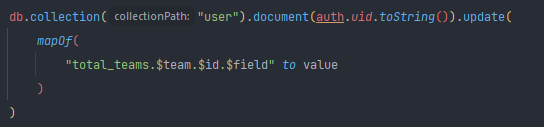 db.collection( collectionPath: "user").document(auth.uid.toString()).update(
mapOf(
"total_teams.$team.$id.$field" to value
)
)